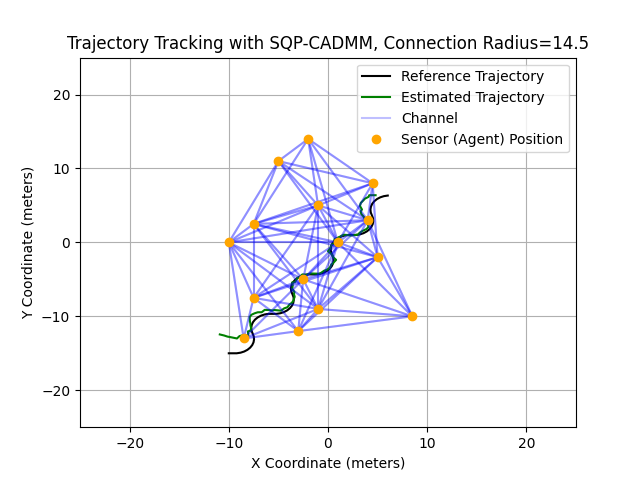 Trajectory Tracking with SQP-CADMM, Connection Radius=14.5
Reference Trajectory
Estimated Trajectory
Channel
Sensor (Agent) Position
Y Coordinate (meters)
20
10
0
−10
−20
−20
−10
0
10
20
X Coordinate (meters)